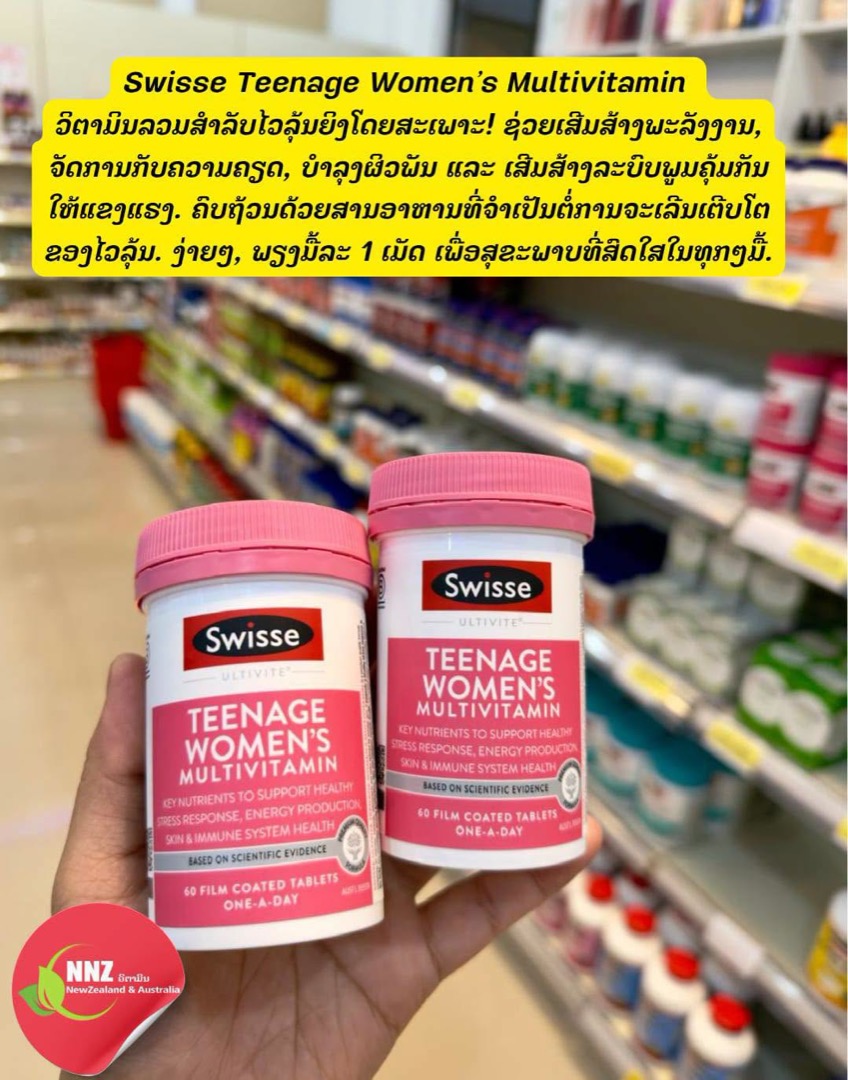 Swisse Teenage Women's Multivitamin
ວິຕາມິນລວມສຳລັບໄວລຸ້ນຍິງໂດຍສະເພາະ! ຊ່ວຍເສີມສ້າງພະລັງງານ,
ຈັດການກັບຄວາມຄຽດ, ບຳລຸງຜິວພັນ ແລະ ເສີມສ້າງລະບົບພູມຄຸ້ມກັນ
ໃຫ້ແຂງແຮງ. ຄົບຖ້ວນດ້ວຍສານອາຫານທີ່ຈຳເປັນຕໍ່ການຈະເລີນເຕີບໂຕ
ຂອງໄວລຸ້ນ. ງ່າຍໆ, ພຽງມື້ລະ 1 ເມັດ ເພື່ອສຸຂະພາບທີ່ສົດໃສໃນທຸກໆມື້.
Swisse
ULTIVITE®
TEENAGE
WOMEN'S
MULTIVITAMIN
KEY NUTRIENTS TO SUPPORT HEALTHY
STRESS RESPONSE, ENERGY PRODUCTION,
SKIN & IMMUNE SYSTEM HEALTH
BASED ON SCIENTIFIC EVIDENCE
60 FILM COATED TABLETS
ONE-A-DAY
Swisse
ULTIVITE®
TEENAGE
WOMEN'S
MULTIVITAMIN
KEY NUTRIENTS TO SUPPORT HEALTHY
STRESS RESPONSE, ENERGY PRODUCTION,
SKIN & IMMUNE SYSTEM HEALTH
BASED ON SCIENTIFIC EVIDENCE
60 FILM COATED TABLETS
ONE-A-DAY
NNZ ວິຕາມິນ
NewZealand & Australia